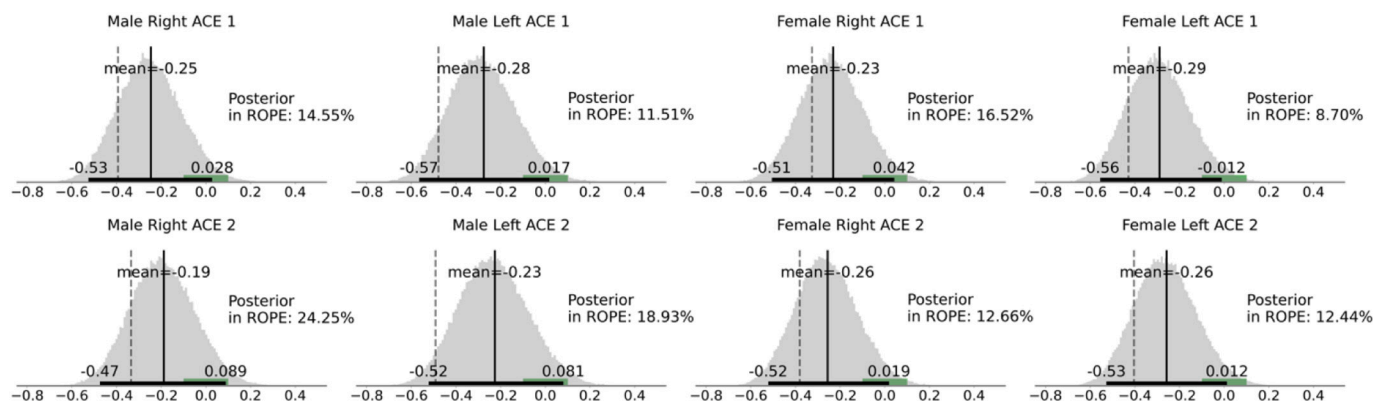 Male Right ACE 1
mean=-0.25
Posterior
in ROPE: 14.55%
-0.53
0.028
−0.8 −0.6 −0.4 −0.2 0.0 0.2 0.4
Male Left ACE 1
mean=-0.28
Posterior
in ROPE: 11.51%
-0.57
0.017
−0.8 −0.6 −0.4 −0.2 0.0 0.2 0.4
Female Right ACE 1
mean=-0.23
Posterior
in ROPE: 16.52%
-0.51
0.042
−0.8 −0.6 −0.4 −0.2 0.0 0.2 0.4
Female Left ACE 1
mean=-0.29
Posterior
in ROPE: 8.70%
-0.56
-0.012
−0.8 −0.6 −0.4 −0.2 0.0 0.2 0.4
Male Right ACE 2
mean=-0.19
Posterior
in ROPE: 24.25%
-0.47
0.089
−0.8 −0.6 −0.4 −0.2 0.0 0.2 0.4
Male Left ACE 2
mean=-0.23
Posterior
in ROPE: 18.93%
-0.52
0.081
−0.8 −0.6 −0.4 −0.2 0.0 0.2 0.4
Female Right ACE 2
mean=-0.26
Posterior
in ROPE: 12.66%
-0.52
0.019
−0.8 −0.6 −0.4 −0.2 0.0 0.2 0.4
Female Left ACE 2
mean=-0.26
Posterior
in ROPE: 12.44%
-0.53
0.012
−0.8 −0.6 −0.4 −0.2 0.0 0.2 0.4